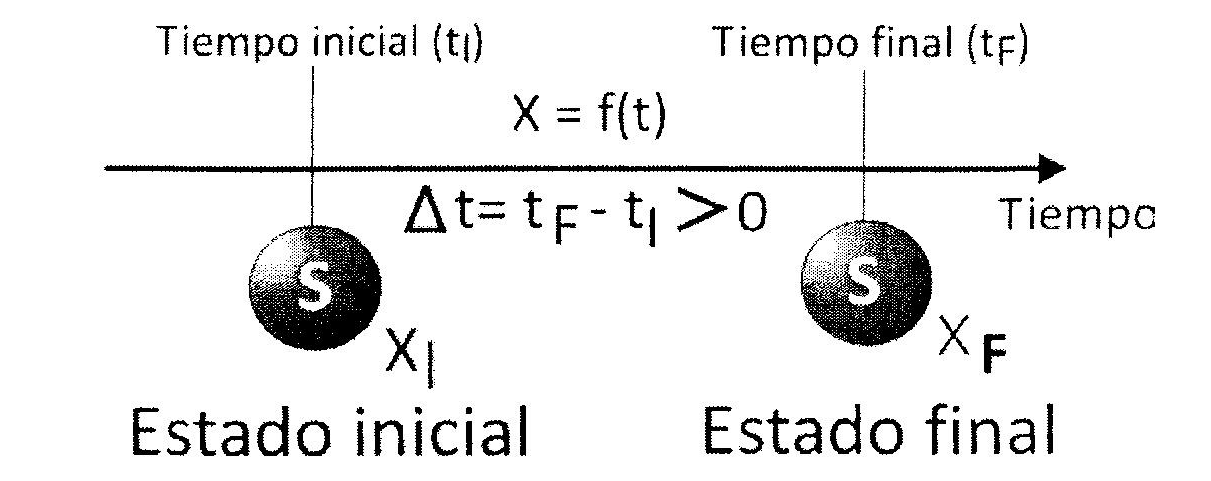 Tiempo inicial (tI)
Tiempo final (tF)
X = f(t)
Δt= tF - tI >0
Tiempo
S
S
XI
XF
Estado inicial
Estado final